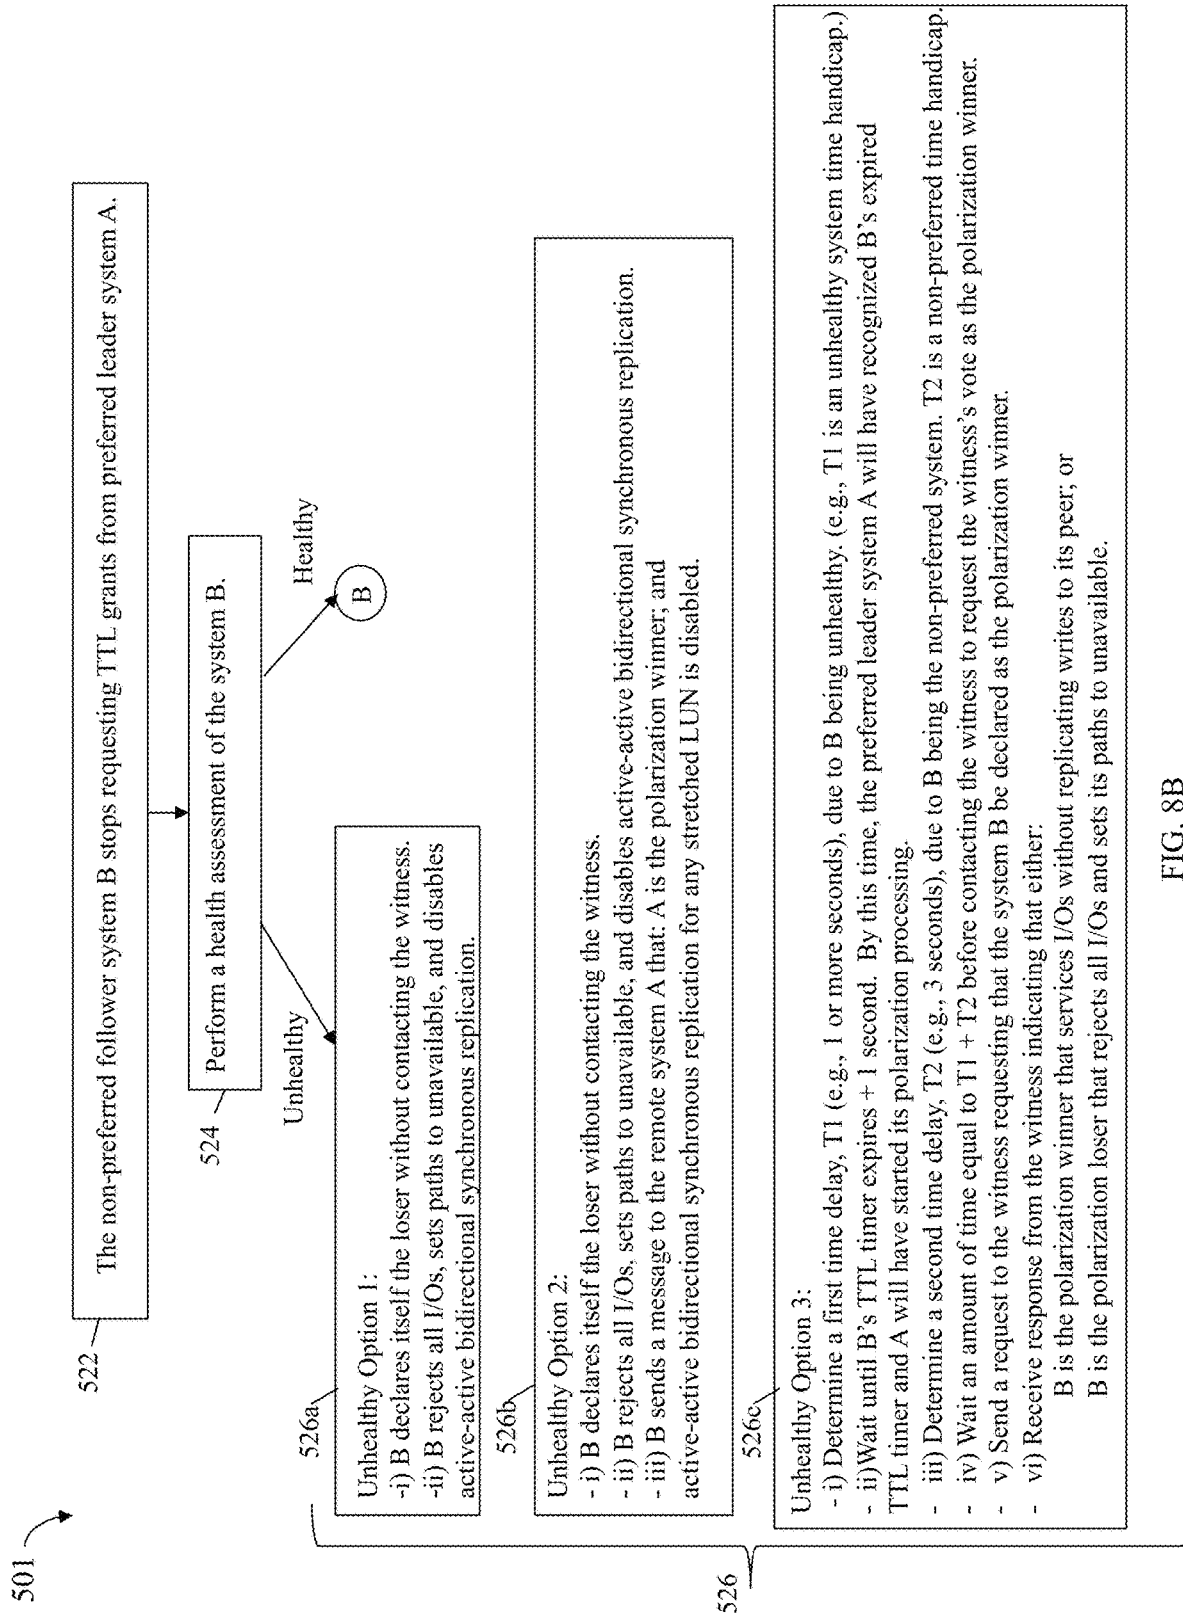 501
522
The non-preferred follower system B stops requesting TTL grants from preferred leader system A.
524
Perform a health assessment of the system B.
Unhealthy
Healthy
B
526
526a
Unhealthy Option 1:
-i) B declares itself the loser without contacting the witness.
-ii) B rejects all I/Os, sets paths to unavailable, and disables
active-active bidirectional synchronous replication.
526b
Unhealthy Option 2:
- i) B declares itself the loser without contacting the witness.
- ii) B rejects all I/Os, sets paths to unavailable, and disables active-active bidirectional synchronous replication.
- iii) B sends a message to the remote system A that: A is the polarization winner; and
active-active bidirectional synchronous replication for any stretched LUN is disabled.
526c
Unhealthy Option 3:
- i) Determine a first time delay, T1 (e.g., 1 or more seconds), due to B being unhealthy. (e.g., T1 is an unhealthy system time handicap.)
- ii)Wait until B's TTL timer expires + 1 second. By this time, the preferred leader system A will have recognized B's expired
TTL timer and A will have started its polarization processing.
- iii) Determine a second time delay, T2 (e.g., 3 seconds), due to B being the non-preferred system. T2 is a non-preferred time handicap.
- iv) Wait an amount of time equal to T1 + T2 before contacting the witness to request the witness's vote as the polarization winner.
- v) Send a request to the witness requesting that the system B be declared as the polarization winner.
- vi) Receive response from the witness indicating that either:
B is the polarization winner that services I/Os without replicating writes to its peer; or
B is the polarization loser that rejects all I/Os and sets its paths to unavailable.
FIG. 8B